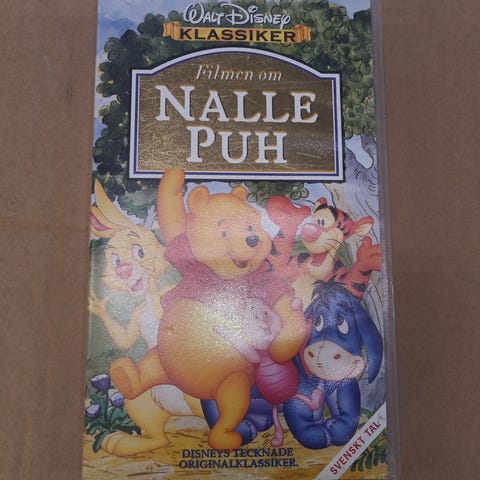 WALT DISNEY
KLASSIKER
Filmen om
NALLE
PUH
DISNEYS TECKNADE
ORIGINALKLASSIKER.
SVENSKT TAL